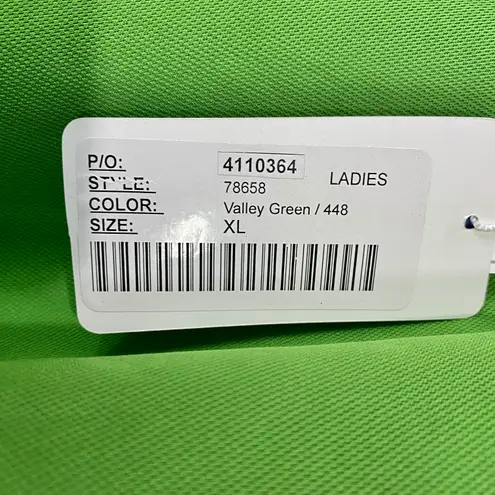 P/O: 4110364
STYLE: 78658 LADIES
COLOR: Valley Green / 448
SIZE: XL